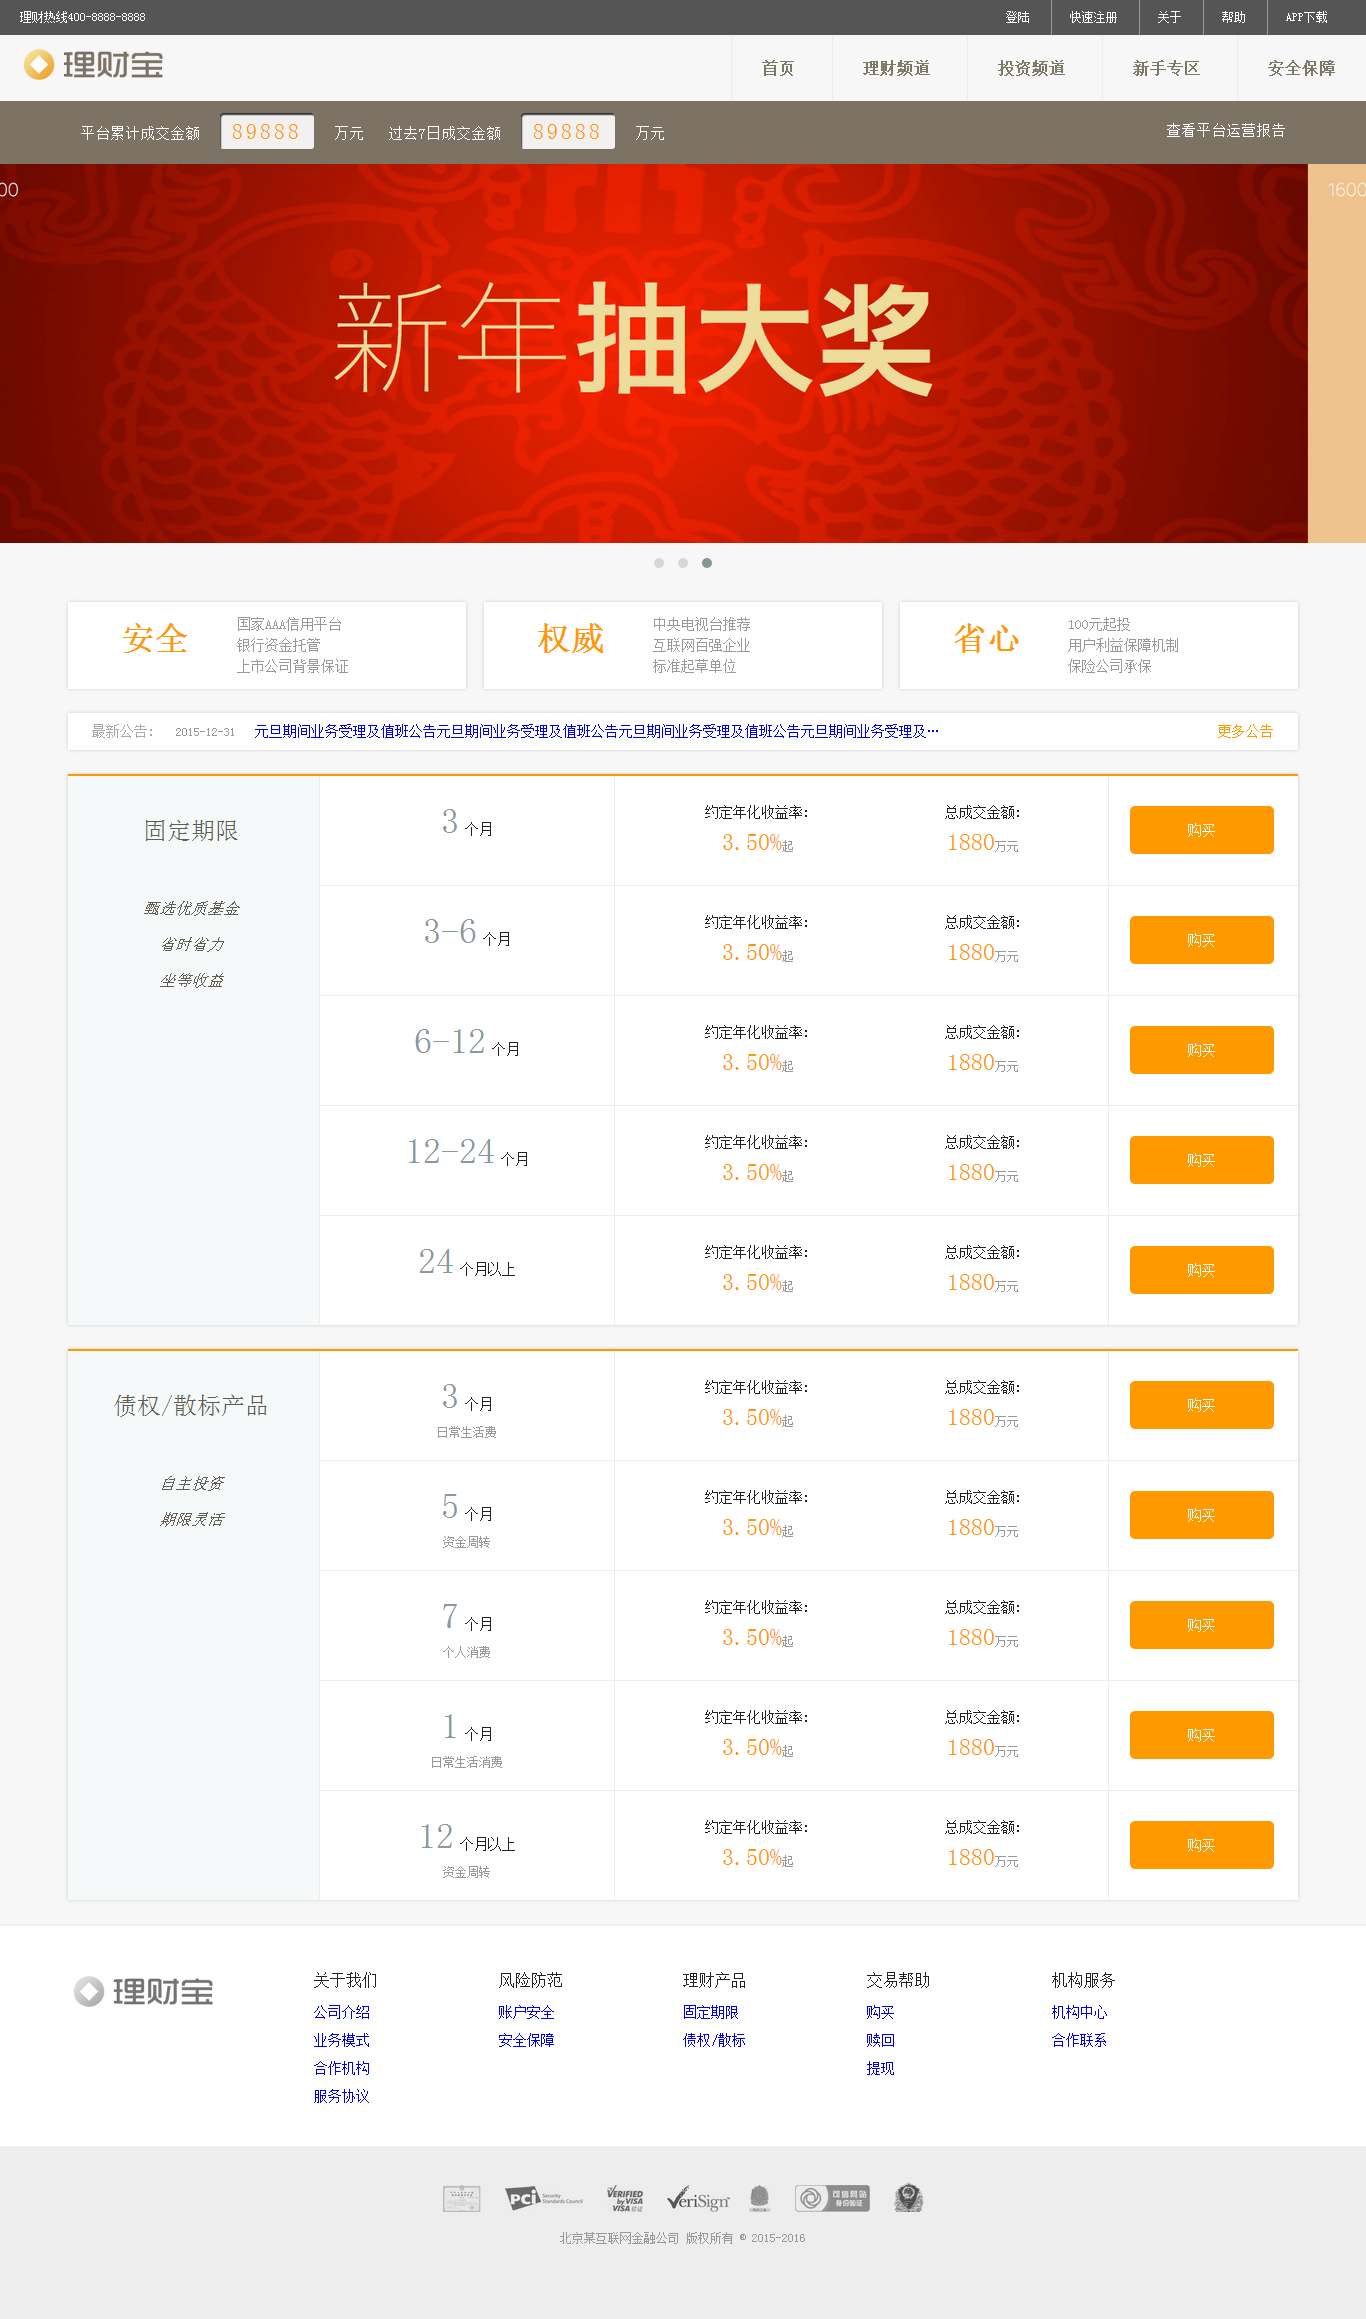 理财热线400-8888-8888
登陆 快速注册 关于 帮助 APP下载
理财宝
首页 理财频道 投资频道 新手专区 安全保障
平台累计成交金额 89888 万元 过去7日成交金额 89888 万元 查看平台运营报告
00
1600
新年抽大奖
安全
国家AAA信用平台
银行资金托管
上市公司背景保证
权威
中央电视台推荐
互联网百强企业
标准起草单位
省心
100元起投
用户利益保障机制
保险公司承保
最新公告: 2015-12-31 元旦期间业务受理及值班公告元旦期间业务受理及值班公告元旦期间业务受理及值班公告元旦期间业务受理及… 更多公告
固定期限
甄选优质基金
省时省力
坐等收益
3 个月
约定年化收益率: 总成交金额:
3.50%起 1880万元
购买
3-6 个月
约定年化收益率: 总成交金额:
3.50%起 1880万元
购买
6-12 个月
约定年化收益率: 总成交金额:
3.50%起 1880万元
购买
12-24 个月
约定年化收益率: 总成交金额:
3.50%起 1880万元
购买
24 个月以上
约定年化收益率: 总成交金额:
3.50%起 1880万元
购买
债权/散标产品
自主投资
期限灵活
3 个月
日常生活费
约定年化收益率: 总成交金额:
3.50%起 1880万元
购买
5 个月
资金周转
约定年化收益率: 总成交金额:
3.50%起 1880万元
购买
7 个月
个人消费
约定年化收益率: 总成交金额:
3.50%起 1880万元
购买
1 个月
日常生活消费
约定年化收益率: 总成交金额:
3.50%起 1880万元
购买
12 个月以上
资金周转
约定年化收益率: 总成交金额:
3.50%起 1880万元
购买
理财宝
关于我们
公司介绍
业务模式
合作机构
服务协议
风险防范
账户安全
安全保障
理财产品
固定期限
债权/散标
交易帮助
购买
赎回
提现
机构服务
机构中心
合作联系
PCI Security Standards Council
VERIFIED by VISA 验证
VeriSign
可信网站
身份验证
北京某互联网金融公司 版权所有 © 2015-2016